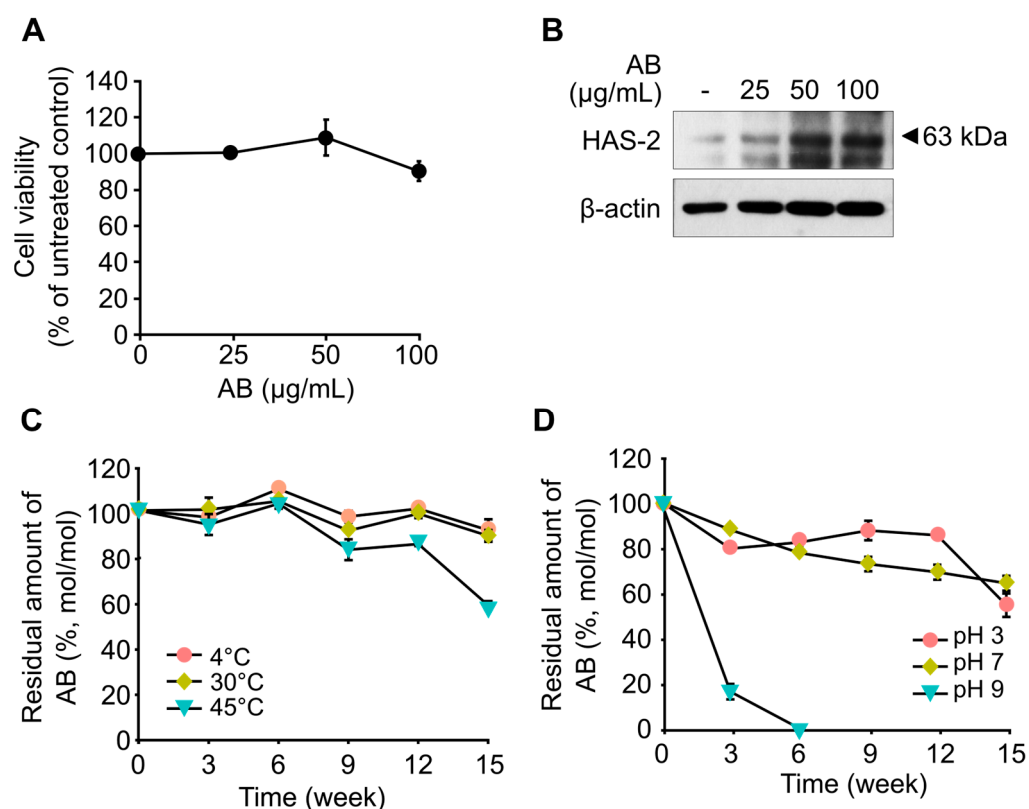 A
Cell viability
(% of untreated control)
140
120
100
80
60
40
20
0
0 25 50 100
AB (µg/mL)
B
AB
(µg/mL) - 25 50 100
HAS-2
63 kDa
β-actin
C
Residual amount of
AB (%, mol/mol)
120
100
80
60
40
20
0
4°C
30°C
45°C
0 3 6 9 12 15
Time (week)
D
Residual amount of
AB (%, mol/mol)
120
100
80
60
40
20
0
pH 3
pH 7
pH 9
0 3 6 9 12 15
Time (week)